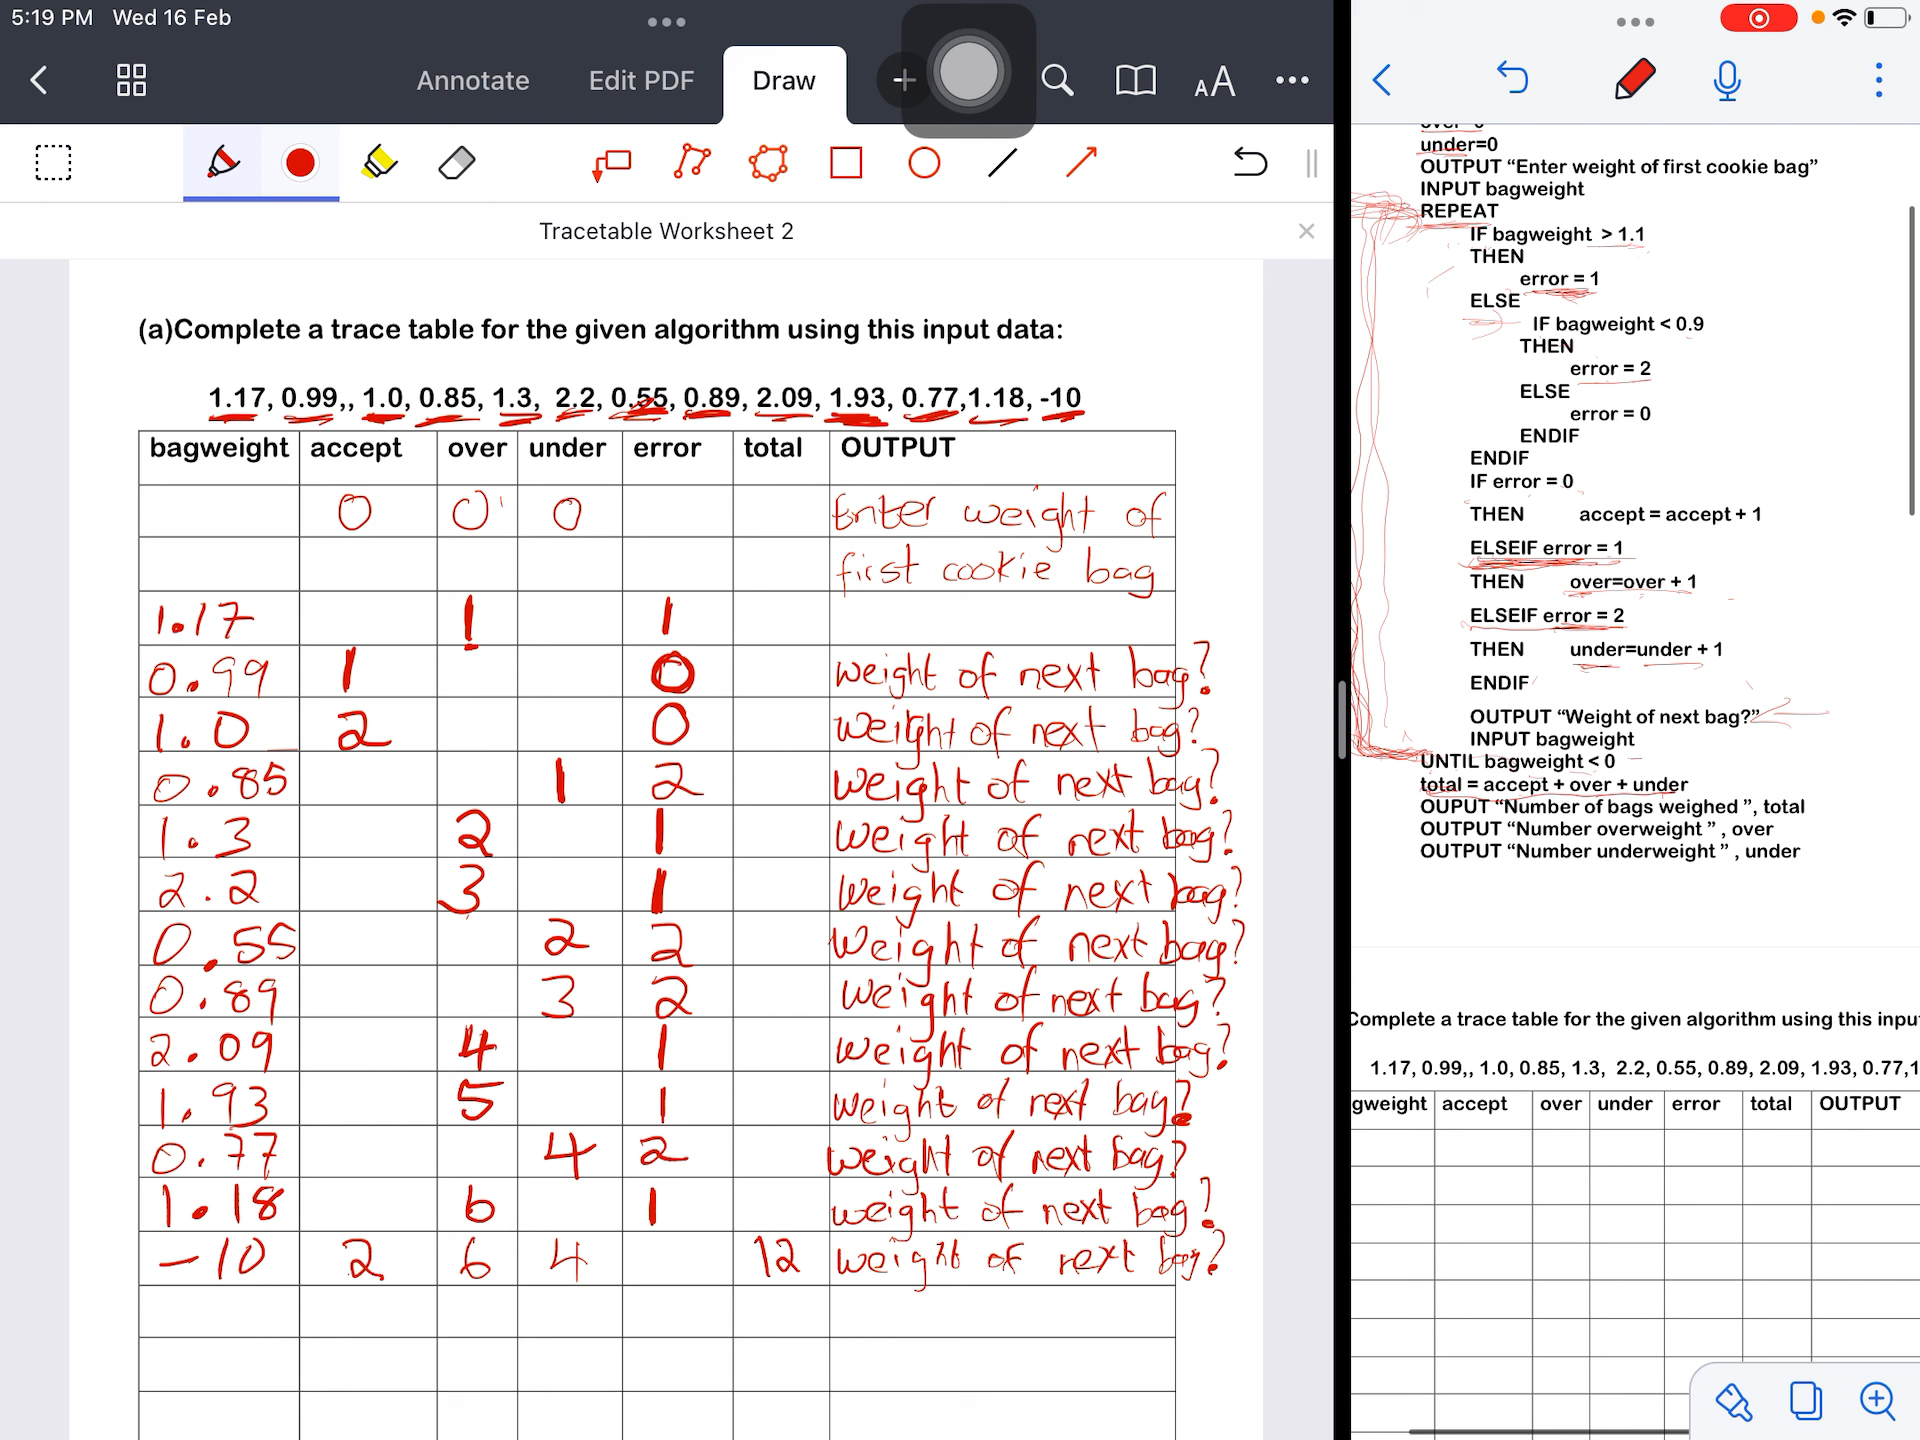 5:19 PM Wed 16 Feb
Annotate Edit PDF Draw
AA
Tracetable Worksheet 2
(a)Complete a trace table for the given algorithm using this input data:
1.17, 0.99,, 1.0, 0.85, 1.3, 2.2, 0.55, 0.89, 2.09, 1.93, 0.77,1.18, -10
bagweight accept over under error total OUTPUT
0 0 0 Enter weight of
first cookie bag
1.17 1 1
0.99 1 0 weight of next bag?
1.0 2 0 weight of next bag?
0.85 1 2 weight of next bag?
1.3 2 1 weight of next bag?
2.2 3 1 weight of next bag?
0.55 2 2 weight of next bag?
0.89 3 2 weight of next bag?
2.09 4 1 weight of next bag?
1.93 5 1 weight of next bag?
0.77 4 2 weight of next bag?
1.18 6 1 weight of next bag?
-10 2 6 4 12 weight of next bag?
under=0
OUTPUT “Enter weight of first cookie bag”
INPUT bagweight
REPEAT
IF bagweight > 1.1
THEN
error = 1
ELSE
IF bagweight < 0.9
THEN
error = 2
ELSE
error = 0
ENDIF
ENDIF
IF error = 0
THEN accept = accept + 1
ELSEIF error = 1
THEN over=over + 1
ELSEIF error = 2
THEN under=under + 1
ENDIF
OUTPUT “Weight of next bag?”
INPUT bagweight
UNTIL bagweight < 0
total = accept + over + under
OUPUT “Number of bags weighed ”, total
OUTPUT “Number overweight ” , over
OUTPUT “Number underweight ” , under
Complete a trace table for the given algorithm using this inpu
1.17, 0.99,, 1.0, 0.85, 1.3, 2.2, 0.55, 0.89, 2.09, 1.93, 0.77,1
gweight accept over under error total OUTPUT